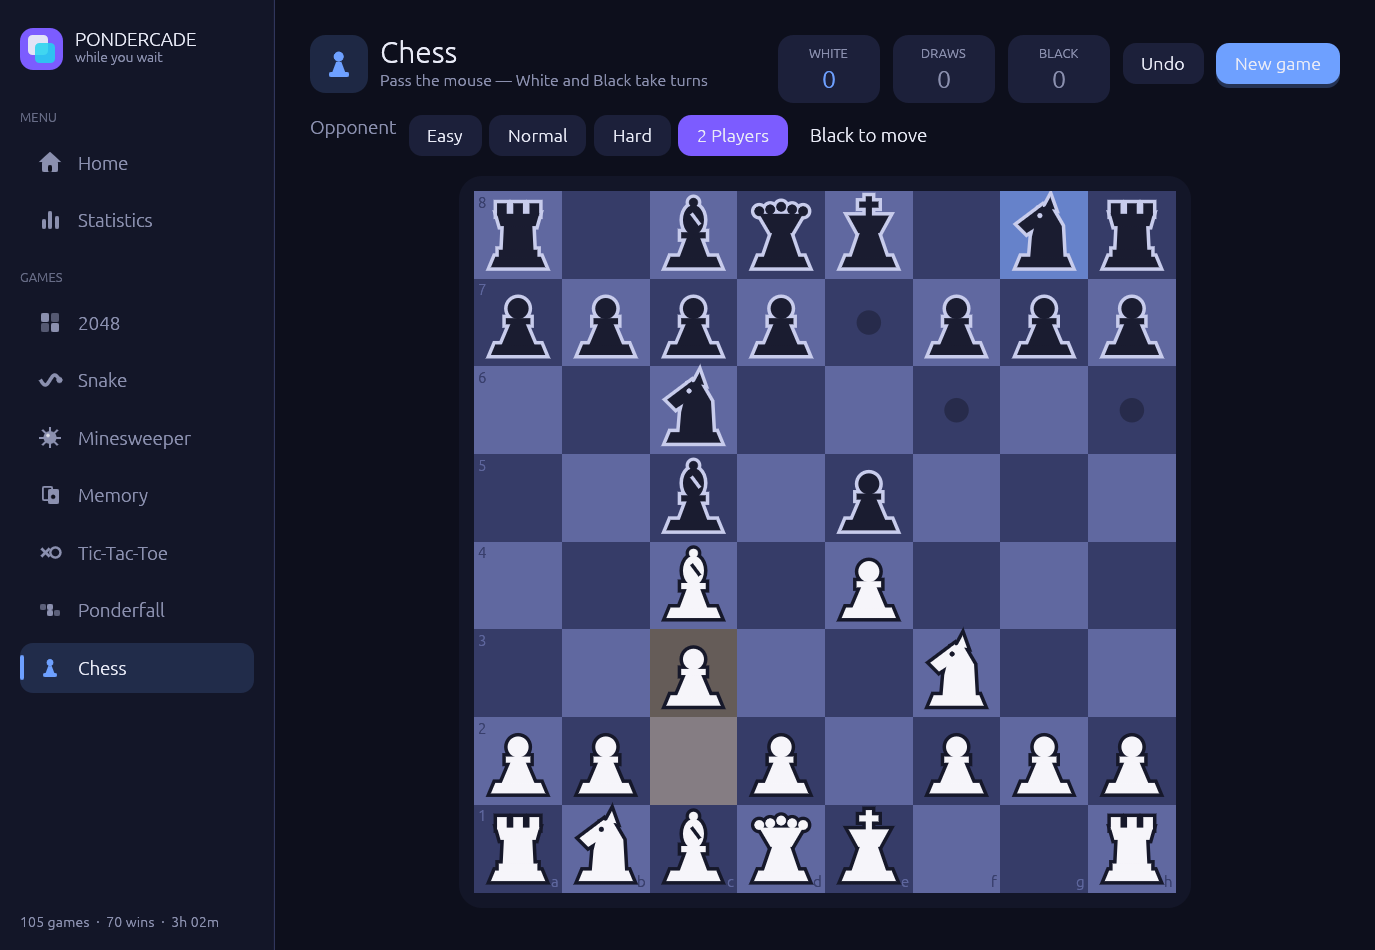 PONDERCADE
while you wait
MENU
Home
Statistics
GAMES
2048
Snake
Minesweeper
Memory
Tic-Tac-Toe
Ponderfall
Chess
105 games · 70 wins · 3h 02m
Chess
Pass the mouse — White and Black take turns
WHITE
0
DRAWS
0
BLACK
0
Undo
New game
Opponent
Easy
Normal
Hard
2 Players
Black to move
8
7
6
5
4
3
2
1
a b c d e f g h